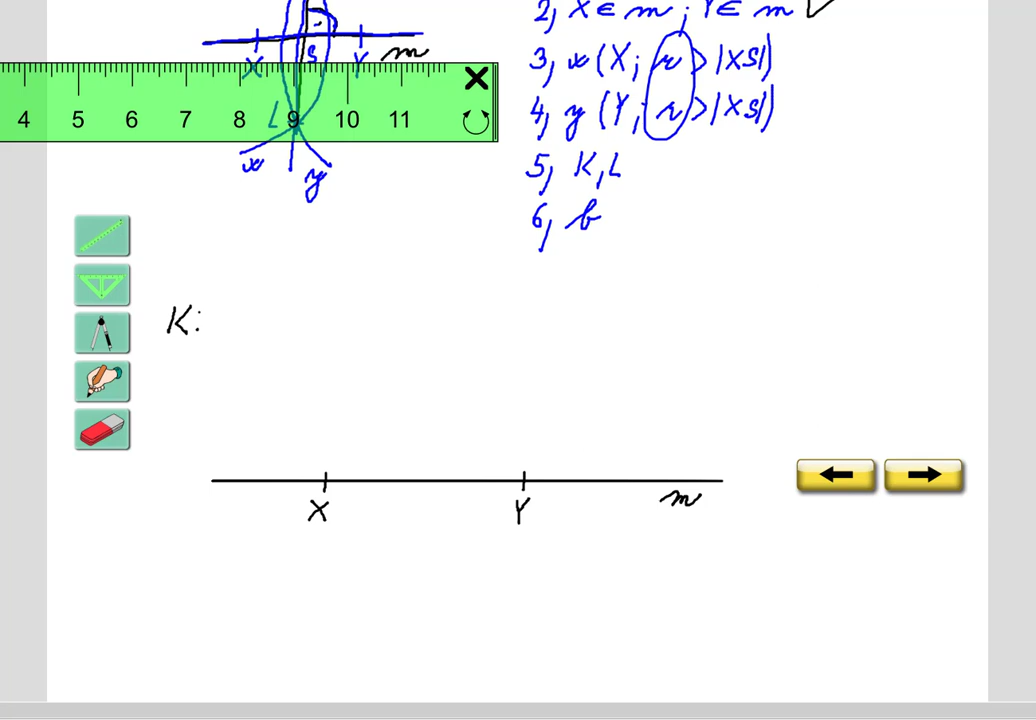 2, X ∈ m ; Y ∈ m ✓
X S Y m
3, x (X; r > |XS|)
4 5 6 7 8 L 9 10 11
4, y (Y; r > |XS|)
x y
5, K, L
6, b
K:
X Y m